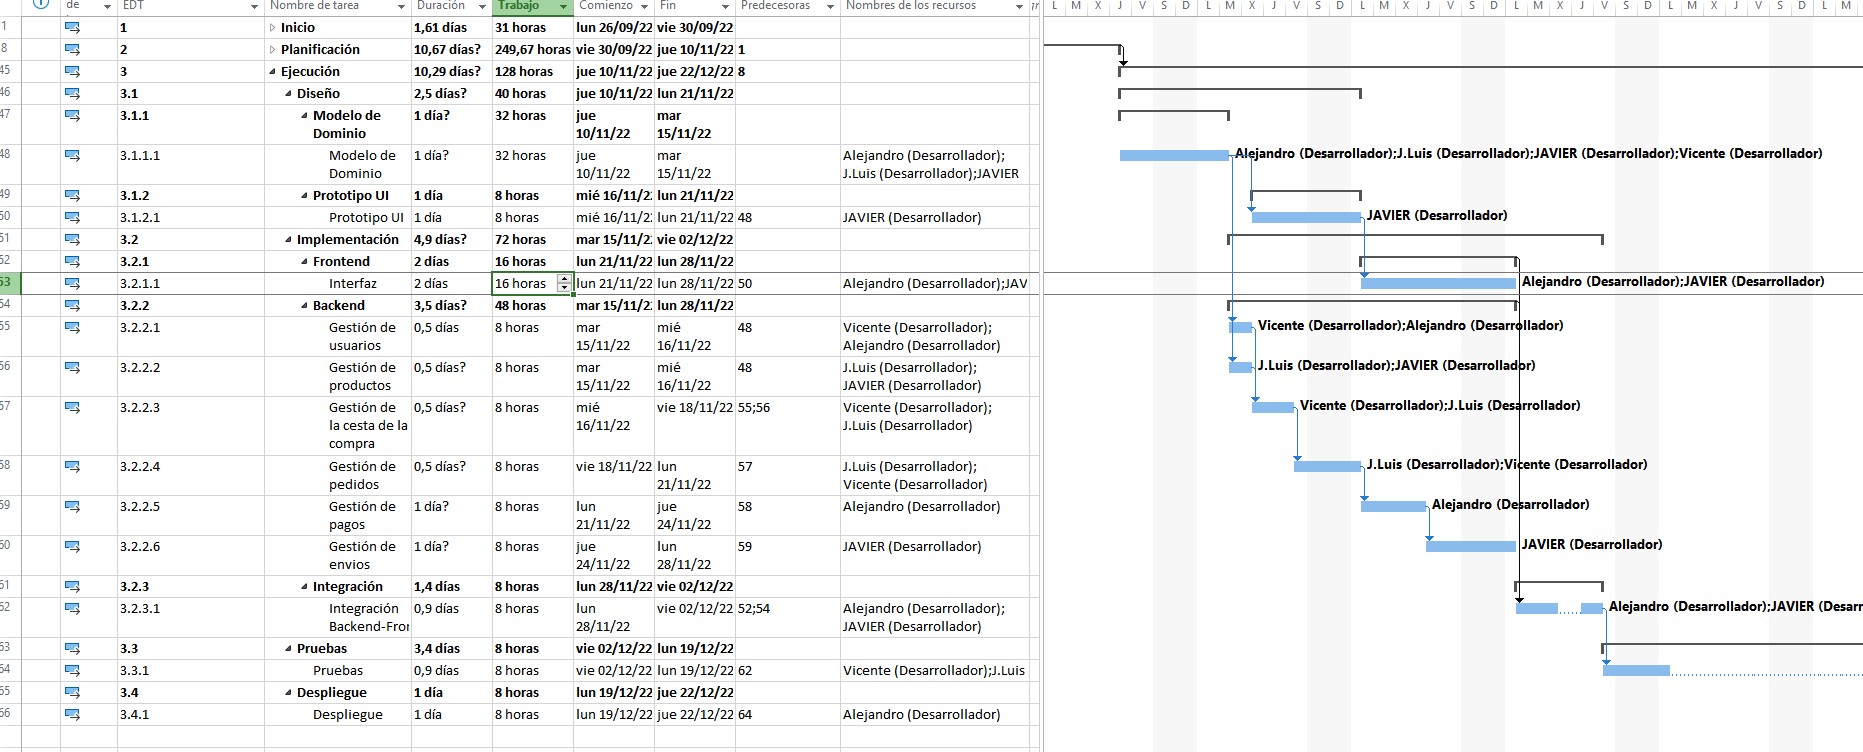 de EDT Nombre de tarea Duración Trabajo Comienzo Fin Predecesoras Nombres de los recursos L M X J V S D L M X J V S D L M X J V S D L M X J V S D L M X J V S D L M
1 1 Inicio 1,61 días 31 horas lun 26/09/22 vie 30/09/22
8 2 Planificación 10,67 días? 249,67 horas vie 30/09/22 jue 10/11/22 1
45 3 Ejecución 10,29 días? 128 horas jue 10/11/22 jue 22/12/22 8
46 3.1 Diseño 2,5 días? 40 horas jue 10/11/22 lun 21/11/22
47 3.1.1 Modelo de 1 día? 32 horas jue mar
Dominio 10/11/22 15/11/22
48 3.1.1.1 Modelo de 1 día? 32 horas jue mar Alejandro (Desarrollador); Alejandro (Desarrollador);J.Luis (Desarrollador);JAVIER (Desarrollador);Vicente (Desarrollador)
Dominio 10/11/22 15/11/22 J.Luis (Desarrollador);JAVIER
49 3.1.2 Prototipo UI 1 día 8 horas mié 16/11/2 lun 21/11/22
50 3.1.2.1 Prototipo UI 1 día 8 horas mié 16/11/2 lun 21/11/22 48 JAVIER (Desarrollador) JAVIER (Desarrollador)
51 3.2 Implementación 4,9 días? 72 horas mar 15/11/2 vie 02/12/22
52 3.2.1 Frontend 2 días 16 horas lun 21/11/22 lun 28/11/22
53 3.2.1.1 Interfaz 2 días 16 horas lun 21/11/22 lun 28/11/22 50 Alejandro (Desarrollador);JAV Alejandro (Desarrollador);JAVIER (Desarrollador)
54 3.2.2 Backend 3,5 días? 48 horas mar 15/11/2 lun 28/11/22
55 3.2.2.1 Gestión de 0,5 días 8 horas mar mié 48 Vicente (Desarrollador); Vicente (Desarrollador);Alejandro (Desarrollador)
usuarios 15/11/22 16/11/22 Alejandro (Desarrollador)
56 3.2.2.2 Gestión de 0,5 días? 8 horas mar mié 48 J.Luis (Desarrollador); J.Luis (Desarrollador);JAVIER (Desarrollador)
productos 15/11/22 16/11/22 JAVIER (Desarrollador)
57 3.2.2.3 Gestión de 0,5 días? 8 horas mié vie 18/11/22 55;56 Vicente (Desarrollador); Vicente (Desarrollador);J.Luis (Desarrollador)
la cesta de la 16/11/22 J.Luis (Desarrollador)
compra
58 3.2.2.4 Gestión de 0,5 días? 8 horas vie 18/11/22 lun 57 J.Luis (Desarrollador); J.Luis (Desarrollador);Vicente (Desarrollador)
pedidos 21/11/22 Vicente (Desarrollador)
59 3.2.2.5 Gestión de 1 día? 8 horas lun jue 58 Alejandro (Desarrollador) Alejandro (Desarrollador)
pagos 21/11/22 24/11/22
60 3.2.2.6 Gestión de 1 día? 8 horas jue lun 59 JAVIER (Desarrollador) JAVIER (Desarrollador)
envios 24/11/22 28/11/22
61 3.2.3 Integración 1,4 días 8 horas lun 28/11/22 vie 02/12/22
62 3.2.3.1 Integración 0,9 días 8 horas lun vie 02/12/22 52;54 Alejandro (Desarrollador); Alejandro (Desarrollador);JAVIER (Desarr
Backend-Fron 28/11/22 JAVIER (Desarrollador)
63 3.3 Pruebas 3,4 días 8 horas vie 02/12/22 lun 19/12/22
64 3.3.1 Pruebas 0,9 días 8 horas vie 02/12/22 lun 19/12/22 62 Vicente (Desarrollador);J.Luis
65 3.4 Despliegue 1 día 8 horas lun 19/12/22 jue 22/12/22
66 3.4.1 Despliegue 1 día 8 horas lun 19/12/22 jue 22/12/22 64 Alejandro (Desarrollador)